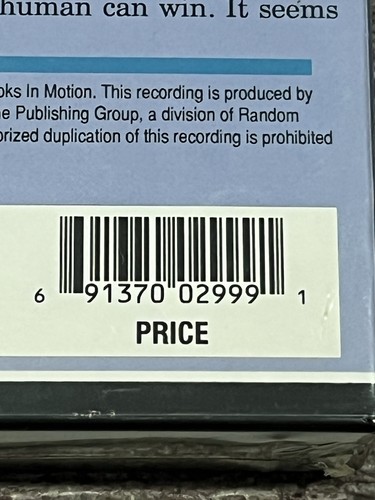 human can win. It seems
oks In Motion. This recording is produced by
e Publishing Group, a division of Random
orized duplication of this recording is prohibited
6 91370 02999 1
PRICE